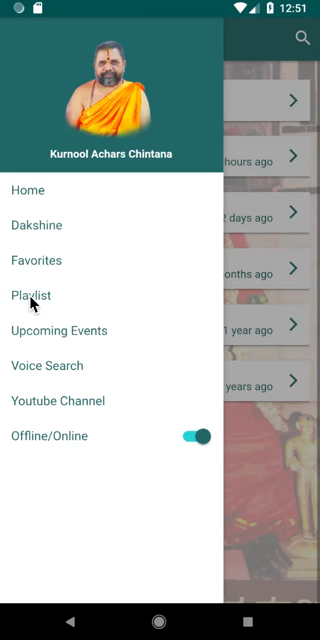 12:51
Kurnool Achars Chintana
Home
hours ago
Dakshine
2 days ago
Favorites
onths ago
Playlist
Upcoming Events
1 year ago
Voice Search
years ago
Youtube Channel
Offline/Online